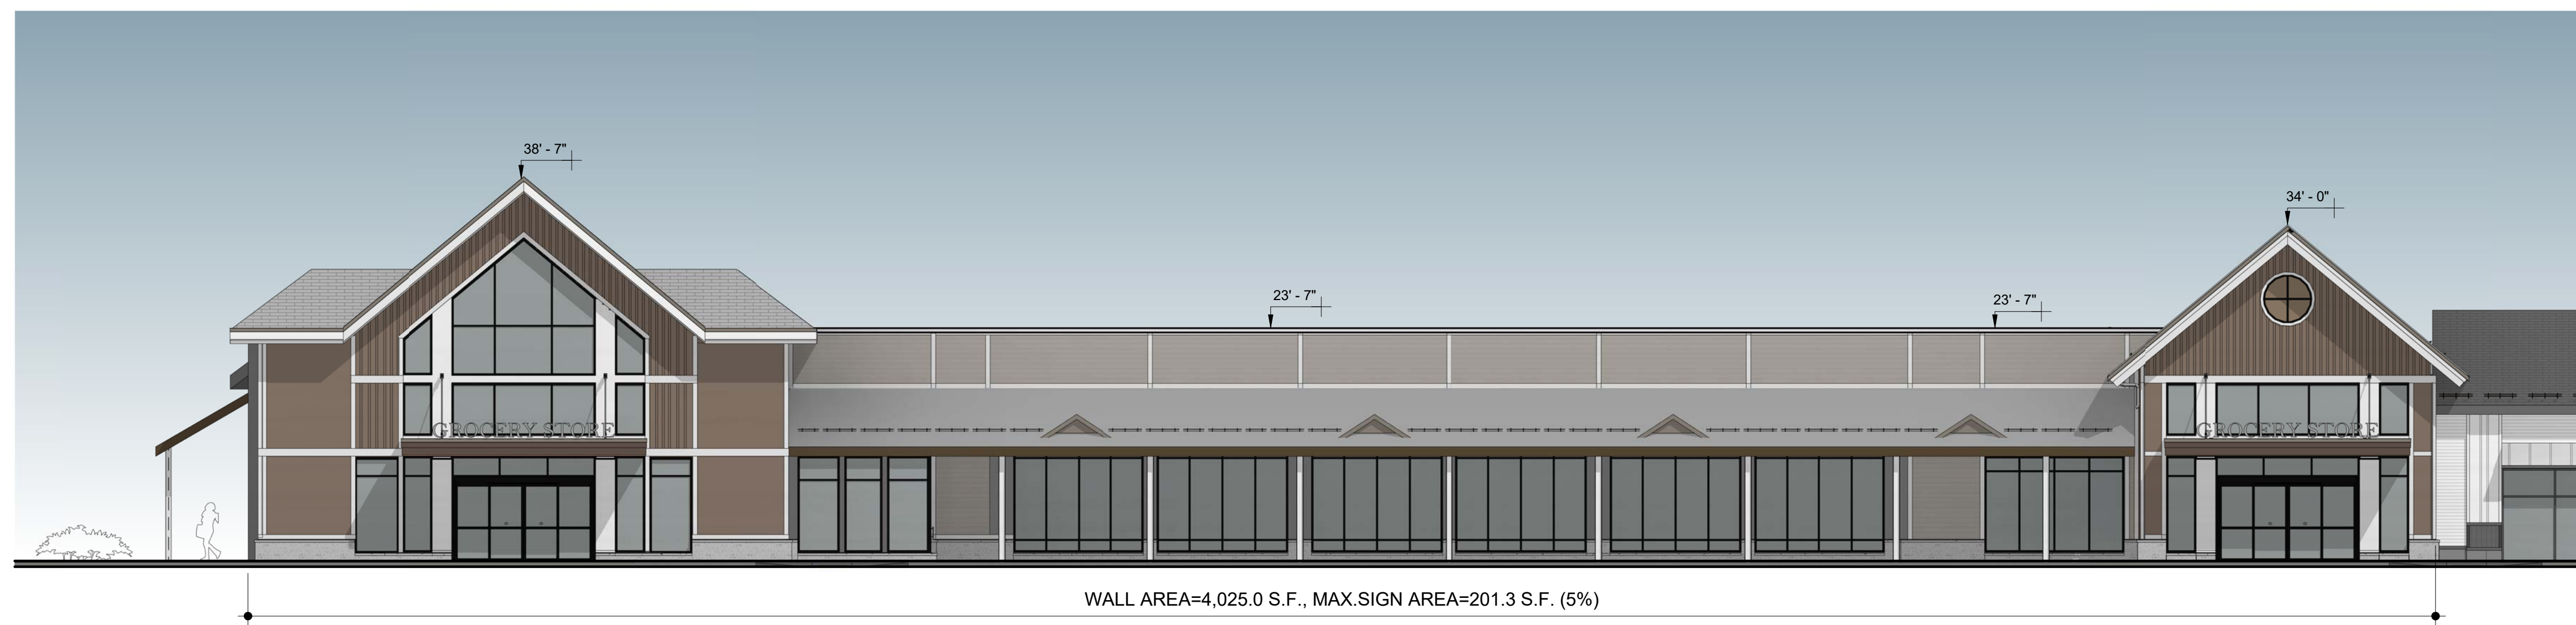 38' - 7"
34' - 0"
23' - 7"
23' - 7"
GROCERY STORE
GROCERY STORE
WALL AREA=4,025.0 S.F., MAX.SIGN AREA=201.3 S.F. (5%)